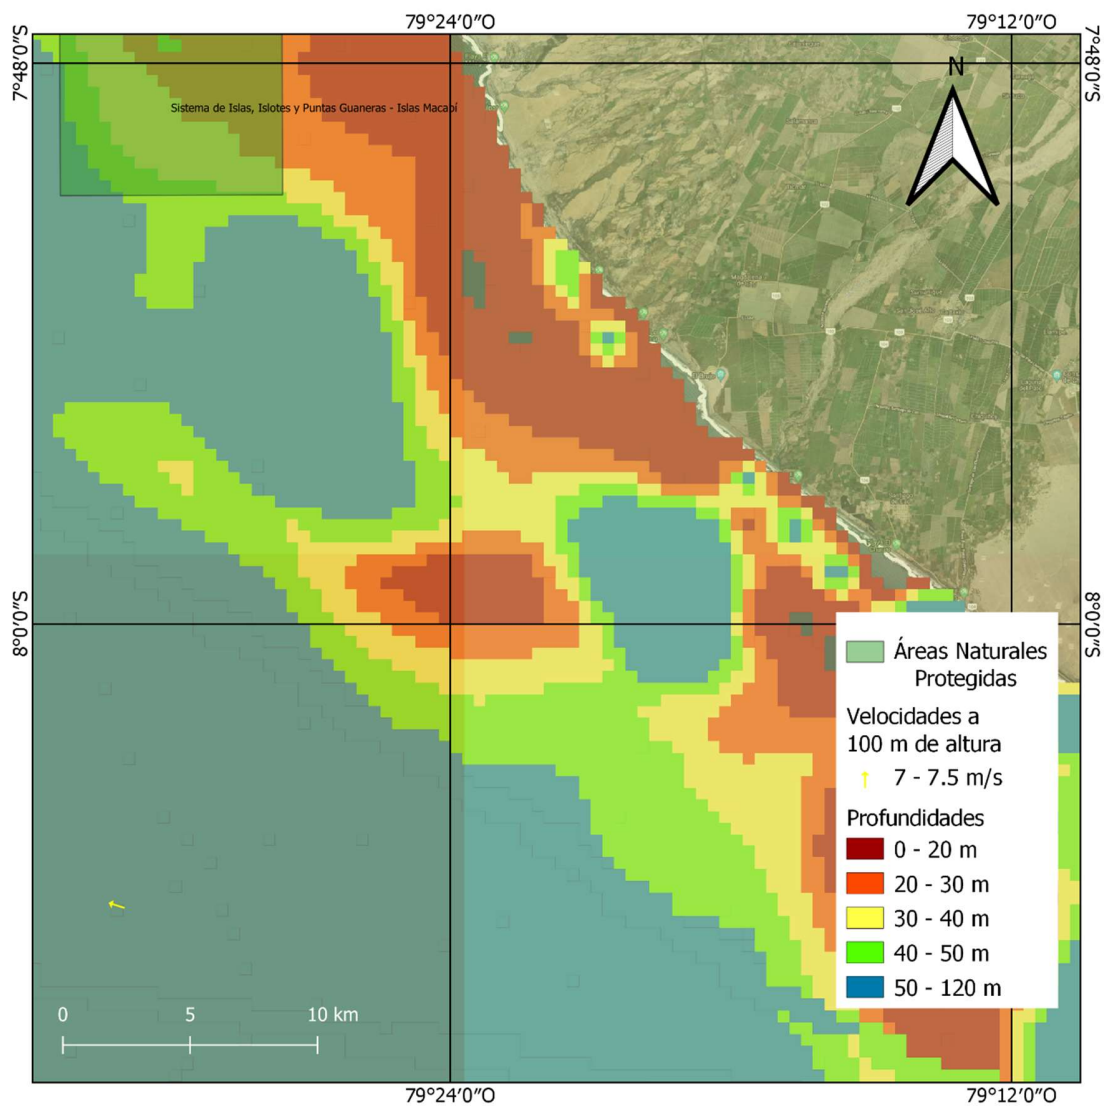 79°24′0″O
79°12′0″O
7°48′0″S
7°48′0″S
N
Sistema de Islas, Islotes y Puntas Guaneras - Islas Macabí
8°0′0″S
8°0′0″S
Áreas Naturales
Protegidas
Velocidades a
100 m de altura
7 - 7.5 m/s
Profundidades
0 - 20 m
20 - 30 m
30 - 40 m
40 - 50 m
50 - 120 m
0
5
10 km
79°24′0″O
79°12′0″O